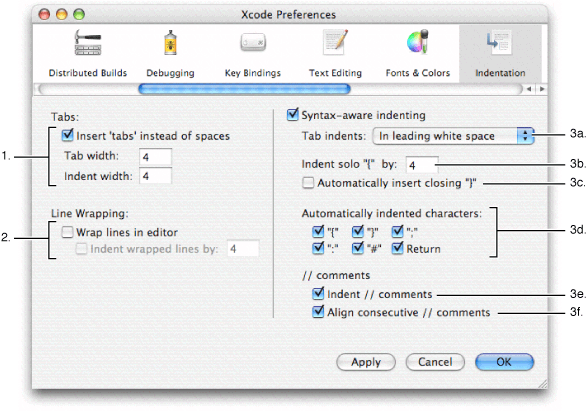 Xcode Preferences
Distributed Builds
Debugging
Key Bindings
Text Editing
Fonts & Colors
Indentation
Tabs:
1.
Insert 'tabs' instead of spaces
Tab width: 4
Indent width: 4
Line Wrapping:
2.
Wrap lines in editor
Indent wrapped lines by: 4
Syntax-aware indenting
Tab indents: In leading white space
3a.
Indent solo "{" by: 4
3b.
Automatically insert closing "}"
3c.
Automatically indented characters:
"{" "}" ";"
":" "#" Return
3d.
// comments
Indent // comments
3e.
Align consecutive // comments
3f.
Apply
Cancel
OK